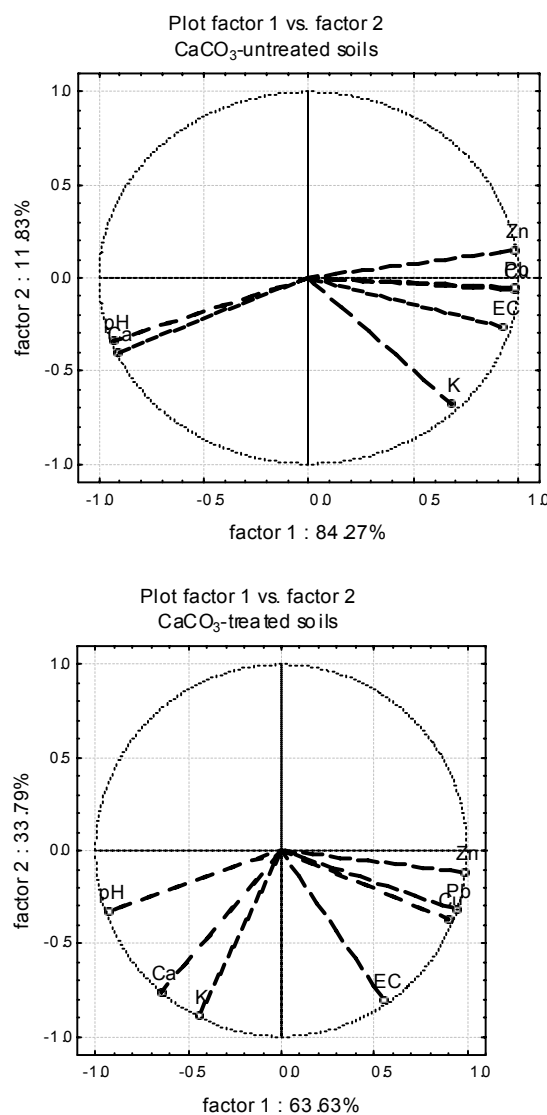 Plot factor 1 vs. factor 2
CaCO₃-untreated soils
1.0
0.5
0.0
-0.5
-1.0
factor 2 : 11.83%
Zn
EC
pH
Ca
K
-1.0 -0.5 0.0 0.5 1.0
factor 1 : 84.27%
Plot factor 1 vs. factor 2
CaCO₃-treated soils
1.0
0.5
0.0
-0.5
-1.0
factor 2 : 33.79%
Zn
Pb
Cu
pH
Ca
K
EC
-1.0 -0.5 0.0 0.5 1.0
factor 1 : 63.63%